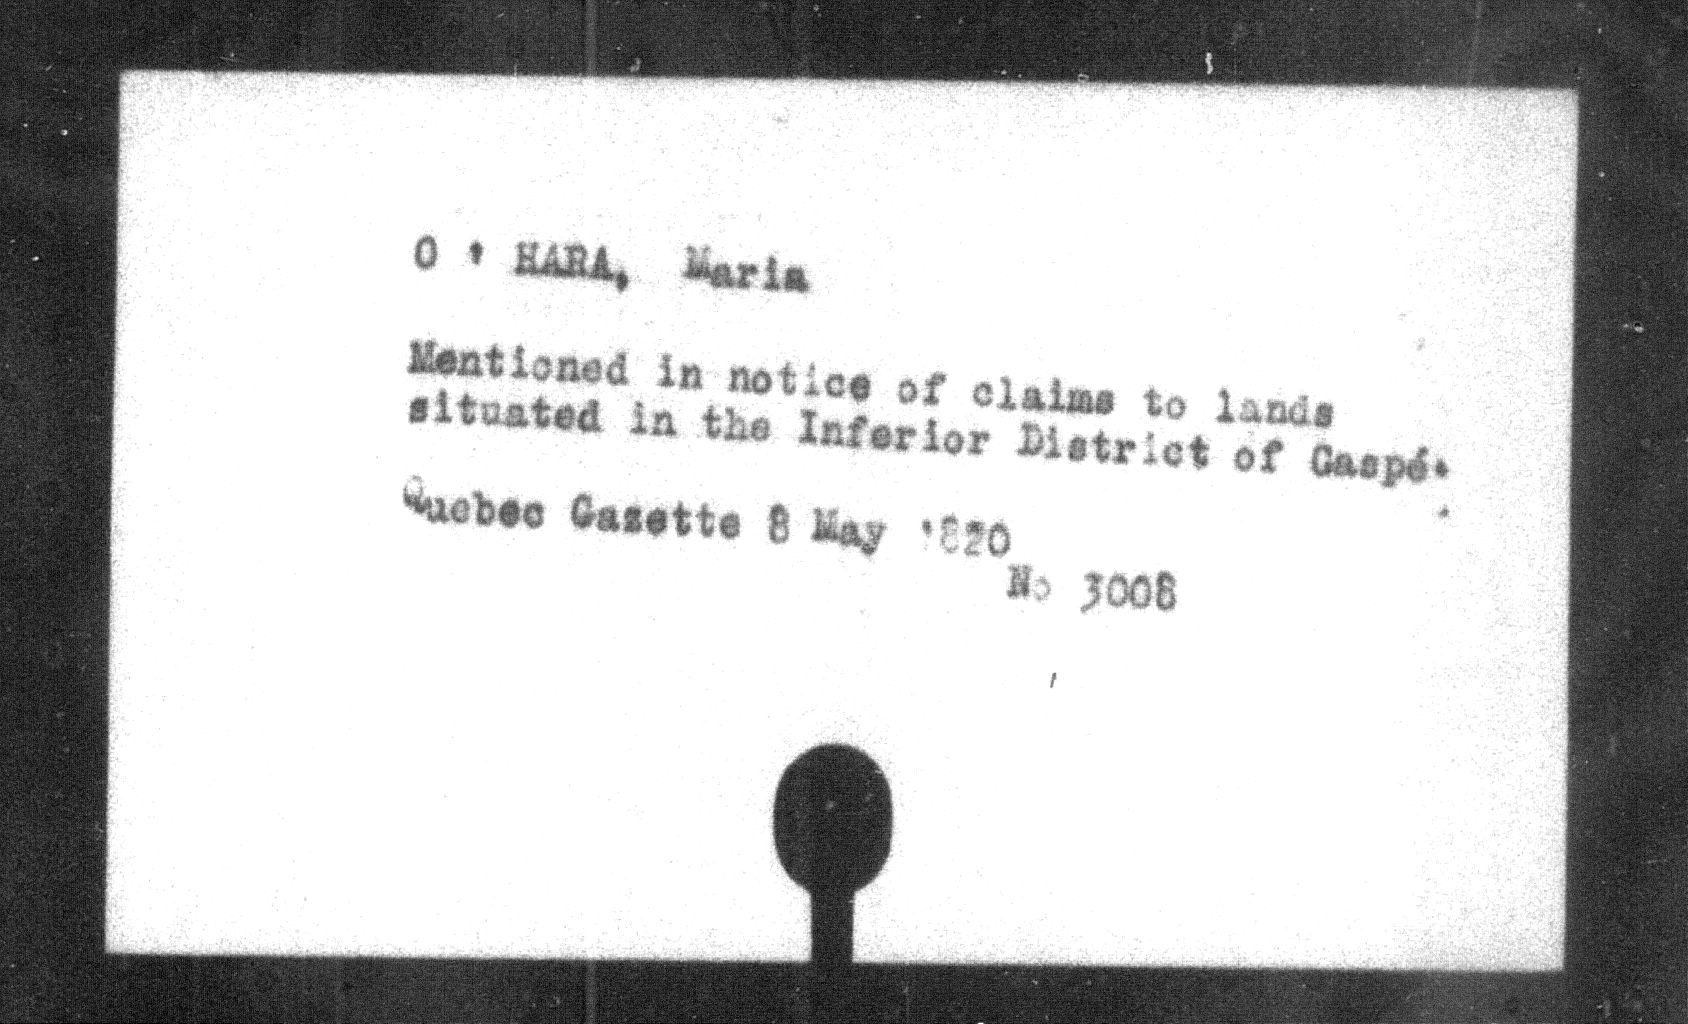 O ' HARA, Maria
Mentioned in notice of claims to lands
situated in the Inferior District of Gaspé.
Quebec Gazette 8 May 1820
No 3008